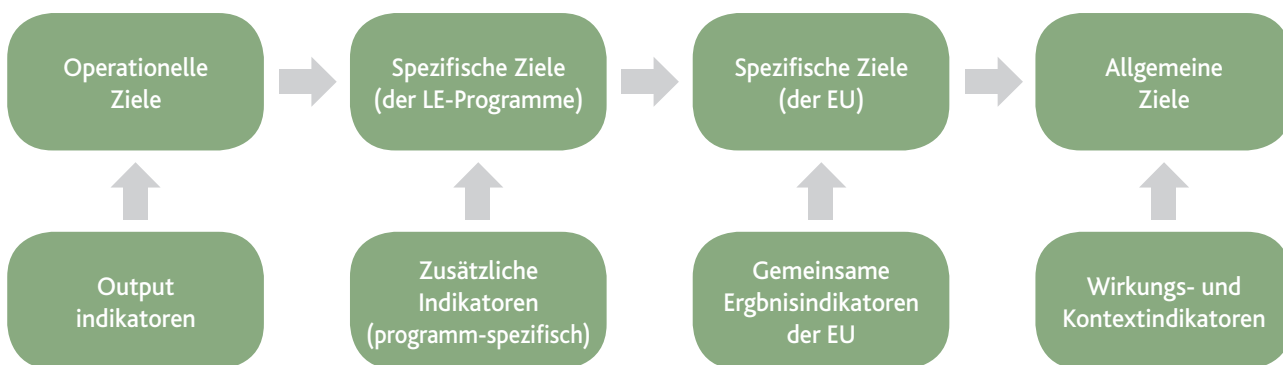 Operationelle
Ziele
Spezifische Ziele
(der LE-Programme)
Spezifische Ziele
(der EU)
Allgemeine
Ziele
Output
indikatoren
Zusätzliche
Indikatoren
(programm-spezifisch)
Gemeinsame
Ergbnisindikatoren
der EU
Wirkungs- und
Kontextindikatoren